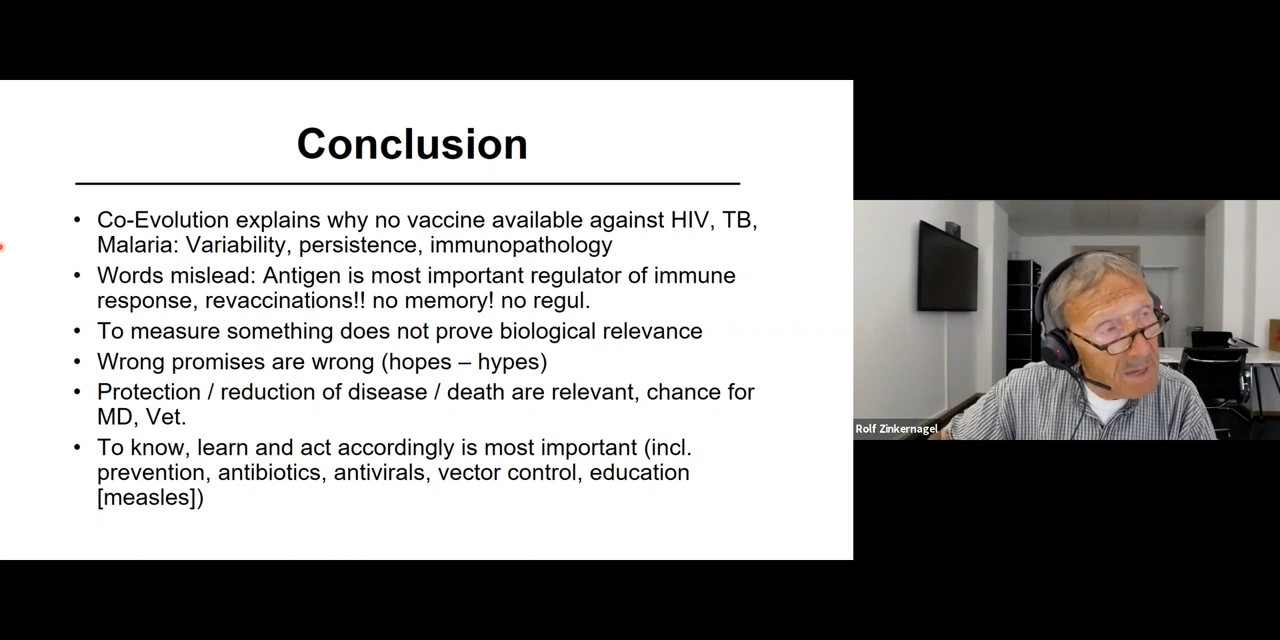 Conclusion
• Co-Evolution explains why no vaccine available against HIV, TB,
Malaria: Variability, persistence, immunopathology
• Words mislead: Antigen is most important regulator of immune
response, revaccinations!! no memory! no regul.
• To measure something does not prove biological relevance
• Wrong promises are wrong (hopes – hypes)
• Protection / reduction of disease / death are relevant, chance for
MD, Vet.
• To know, learn and act accordingly is most important (incl.
prevention, antibiotics, antivirals, vector control, education
[measles])
Rolf Zinkernagel